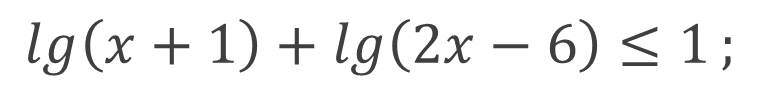 lg(x + 1) + lg(2x − 6) ≤ 1;